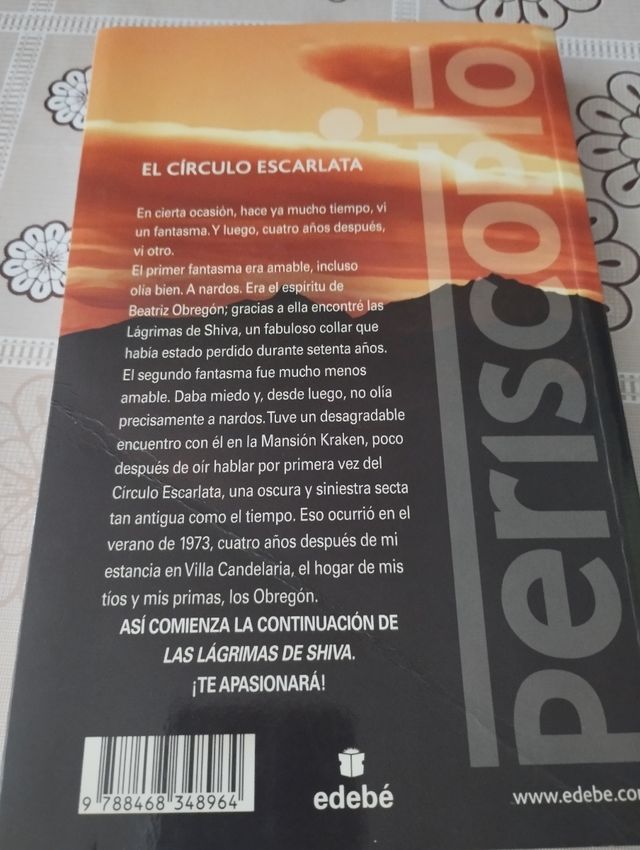 EL CÍRCULO ESCARLATA
En cierta ocasión, hace ya mucho tiempo, vi
un fantasma. Y luego, cuatro años después,
vi otro.
El primer fantasma era amable, incluso
olía bien. A nardos. Era el espíritu de
Beatriz Obregón; gracias a ella encontré las
Lágrimas de Shiva, un fabuloso collar que
había estado perdido durante setenta años.
El segundo fantasma fue mucho menos
amable. Daba miedo y, desde luego, no olía
precisamente a nardos. Tuve un desagradable
encuentro con él en la Mansión Kraken, poco
después de oír hablar por primera vez del
Círculo Escarlata, una oscura y siniestra secta
tan antigua como el tiempo. Eso ocurrió en el
verano de 1973, cuatro años después de mi
estancia en Villa Candelaria, el hogar de mis
tíos y mis primas, los Obregón.
ASÍ COMIENZA LA CONTINUACIÓN DE
LAS LÁGRIMAS DE SHIVA.
¡TE APASIONARÁ!
periscopio
9 788468 348964
edebé
www.edebe.com